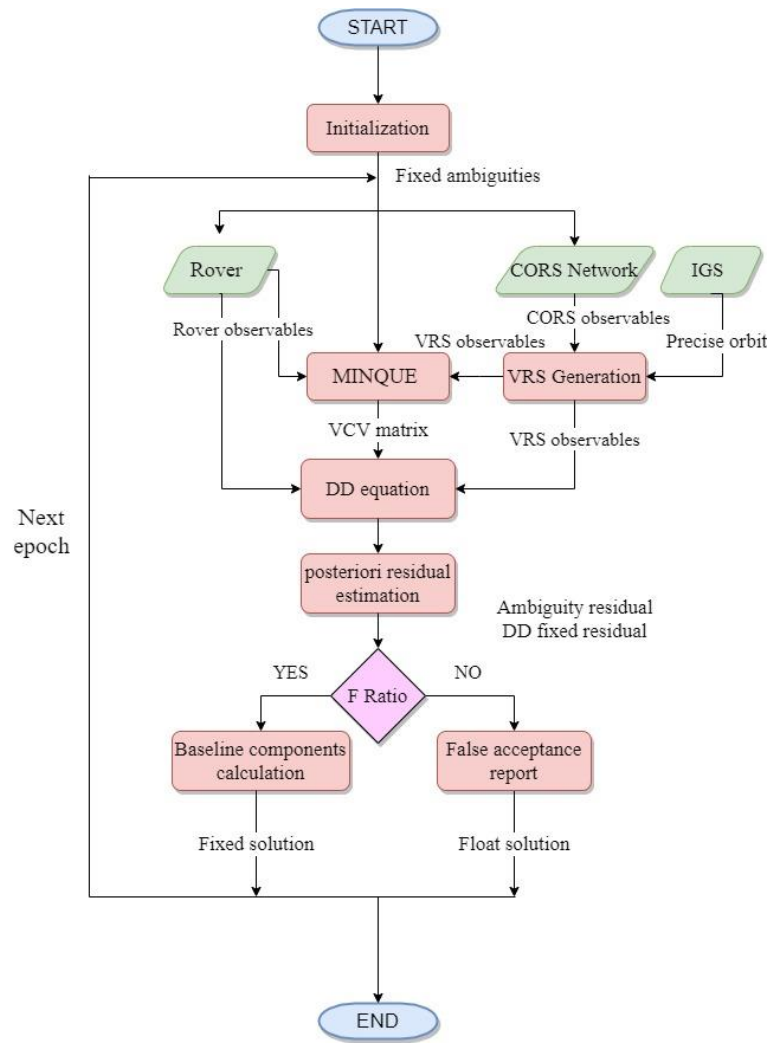 START
Initialization
Fixed ambiguities
Rover
CORS Network
IGS
Rover observables
CORS observables
VRS observables
Precise orbit
MINQUE
VRS Generation
VCV matrix
VRS observables
DD equation
Next
epoch
posteriori residual
estimation
Ambiguity residual
DD fixed residual
YES
NO
F Ratio
Baseline components
calculation
False acceptance
report
Fixed solution
Float solution
END